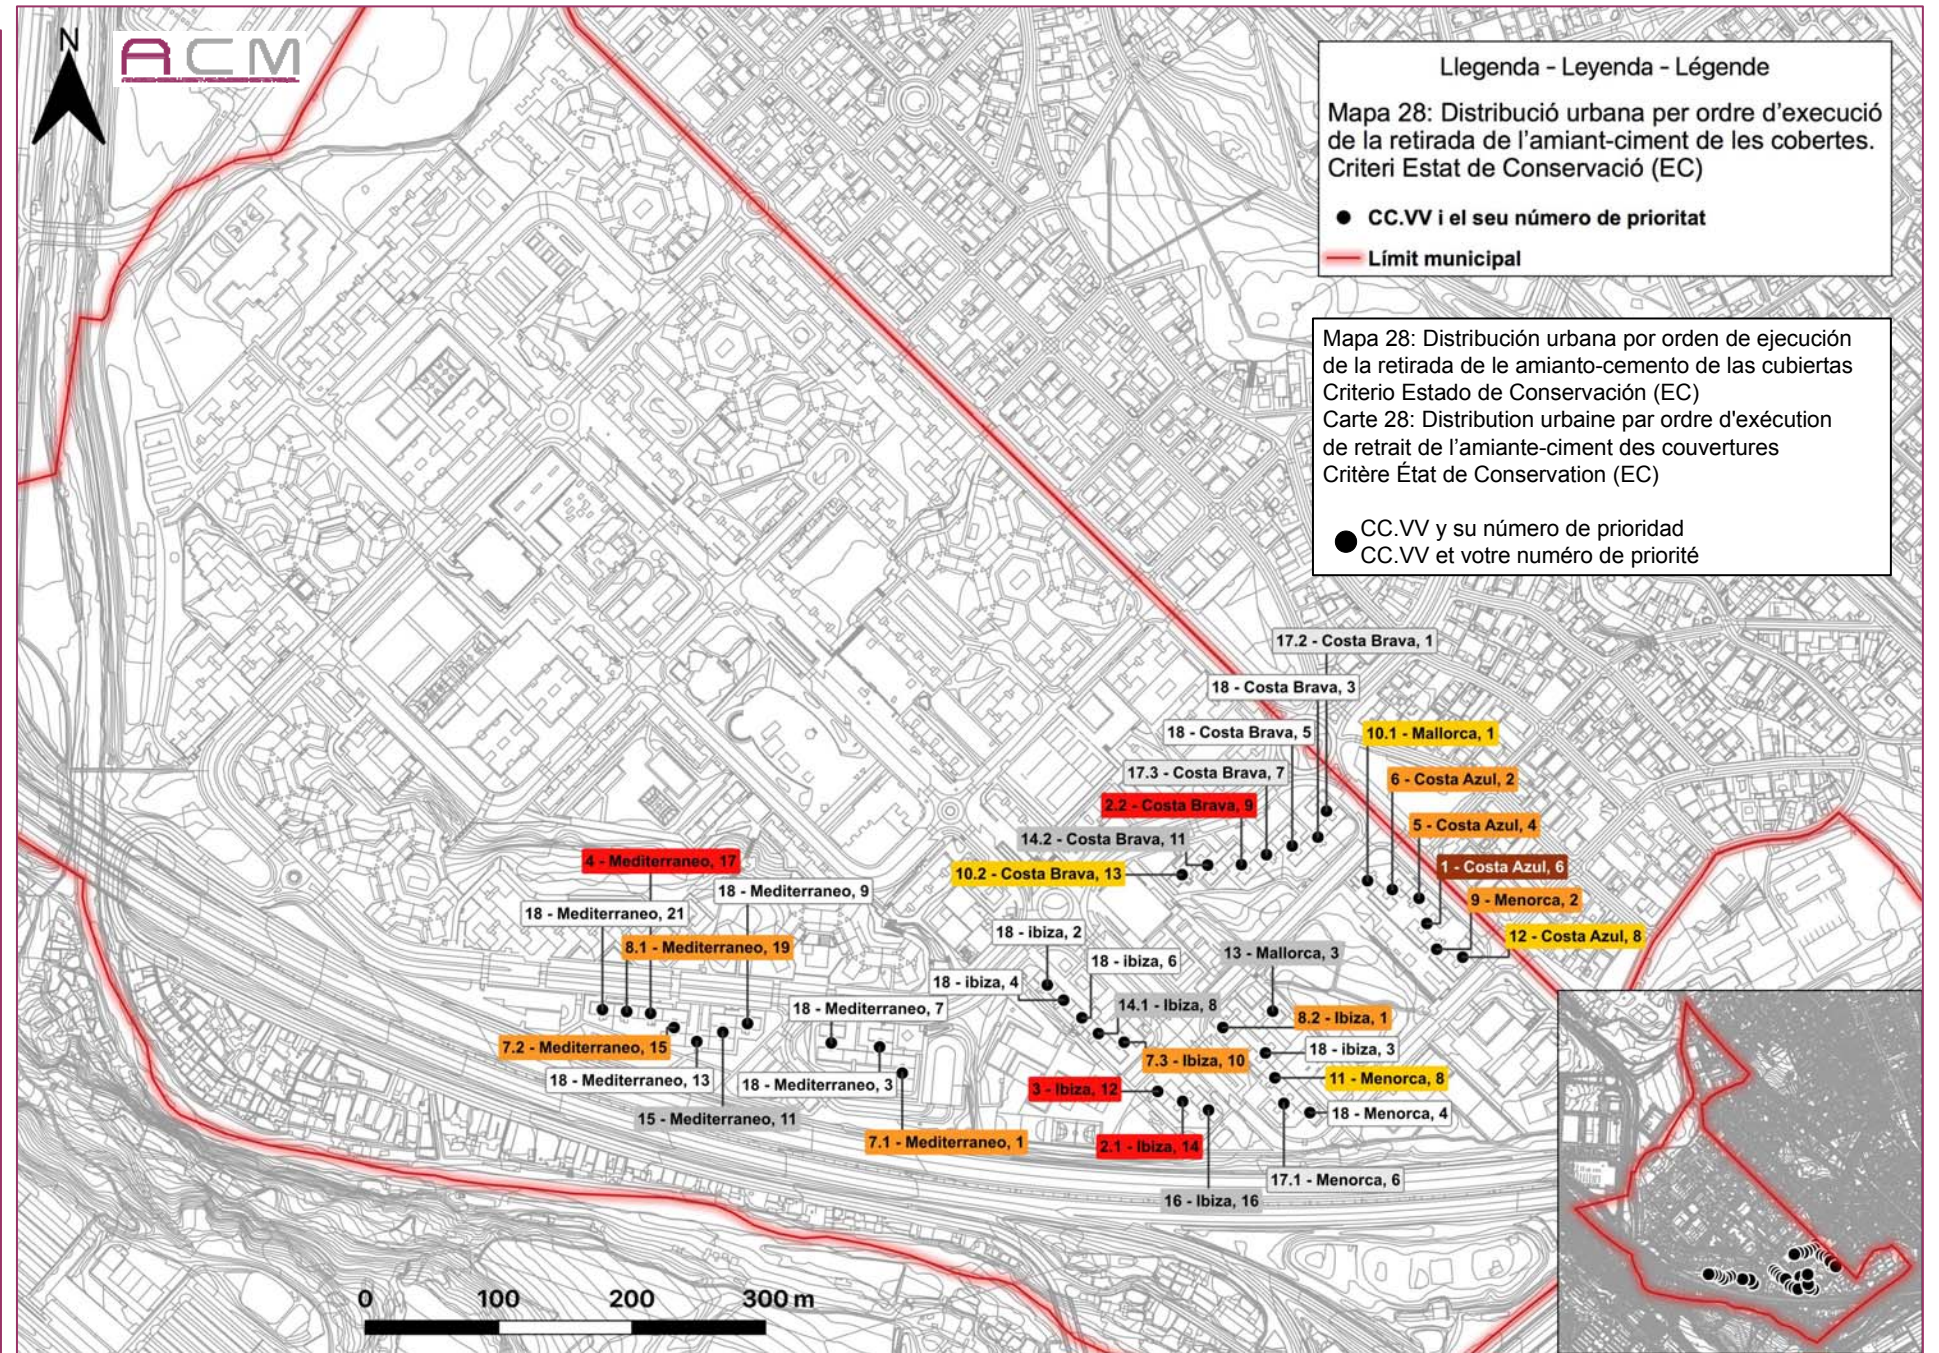 N
ACM
Llegenda - Leyenda - Légende
Mapa 28: Distribució urbana per ordre d'execució
de la retirada de l'amiant-ciment de les cobertes.
Criteri Estat de Conservació (EC)
CC.VV i el seu número de prioritat
Límit municipal
Mapa 28: Distribución urbana por orden de ejecución
de la retirada de le amianto-cemento de las cubiertas
Criterio Estado de Conservación (EC)
Carte 28: Distribution urbaine par ordre d'exécution
de retrait de l'amiante-ciment des couvertures
Critère État de Conservation (EC)
CC.VV y su número de prioridad
CC.VV et votre numéro de priorité
17.2 - Costa Brava, 1
18 - Costa Brava, 3
18 - Costa Brava, 5
10.1 - Mallorca, 1
17.3 - Costa Brava, 7
6 - Costa Azul, 2
2.2 - Costa Brava, 9
5 - Costa Azul, 4
14.2 - Costa Brava, 11
4 - Mediterraneo, 17
1 - Costa Azul, 6
10.2 - Costa Brava, 13
18 - Mediterraneo, 9
9 - Menorca, 2
18 - Mediterraneo, 21
18 - ibiza, 2
12 - Costa Azul, 8
8.1 - Mediterraneo, 19
13 - Mallorca, 3
18 - ibiza, 6
18 - ibiza, 4
18 - Mediterraneo, 7
14.1 - Ibiza, 8
8.2 - Ibiza, 1
7.2 - Mediterraneo, 15
18 - ibiza, 3
7.3 - Ibiza, 10
18 - Mediterraneo, 13
18 - Mediterraneo, 3
11 - Menorca, 8
3 - Ibiza, 12
15 - Mediterraneo, 11
18 - Menorca, 4
7.1 - Mediterraneo, 1
2.1 - Ibiza, 14
17.1 - Menorca, 6
16 - Ibiza, 16
0 100 200 300 m